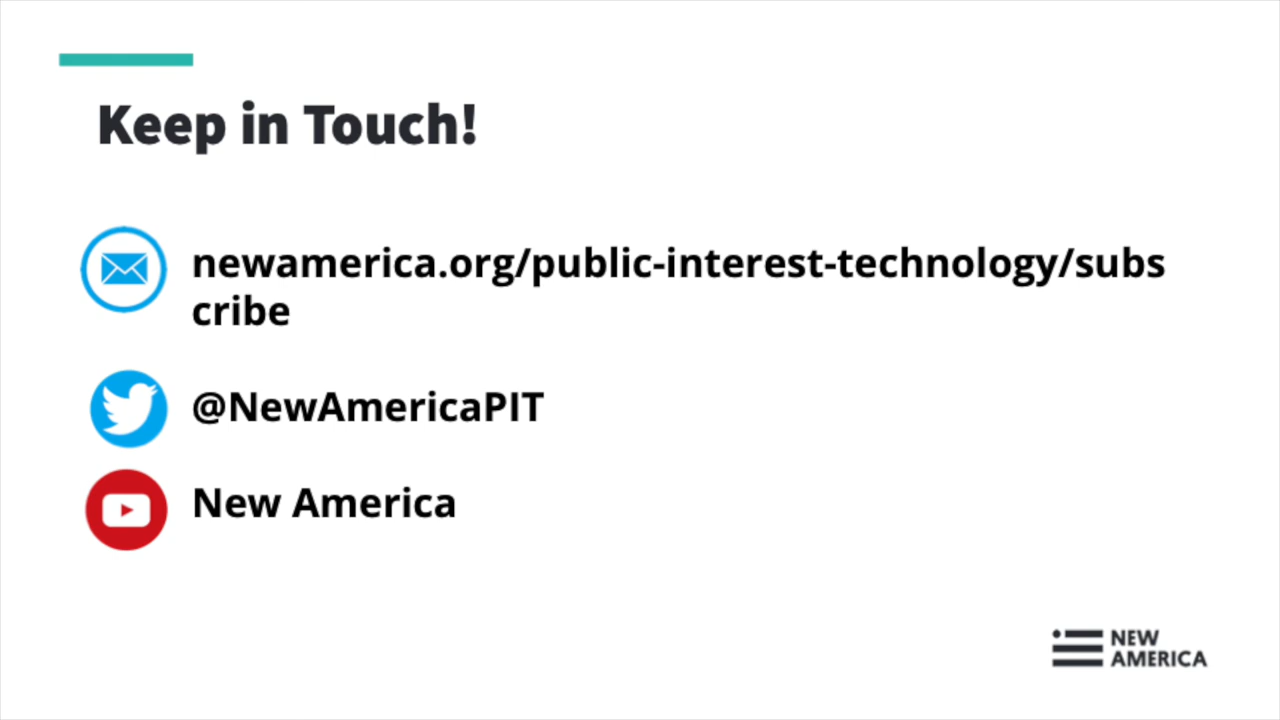 Keep in Touch!
newamerica.org/public-interest-technology/subs
cribe
@NewAmericaPIT
New America
NEW
AMERICA